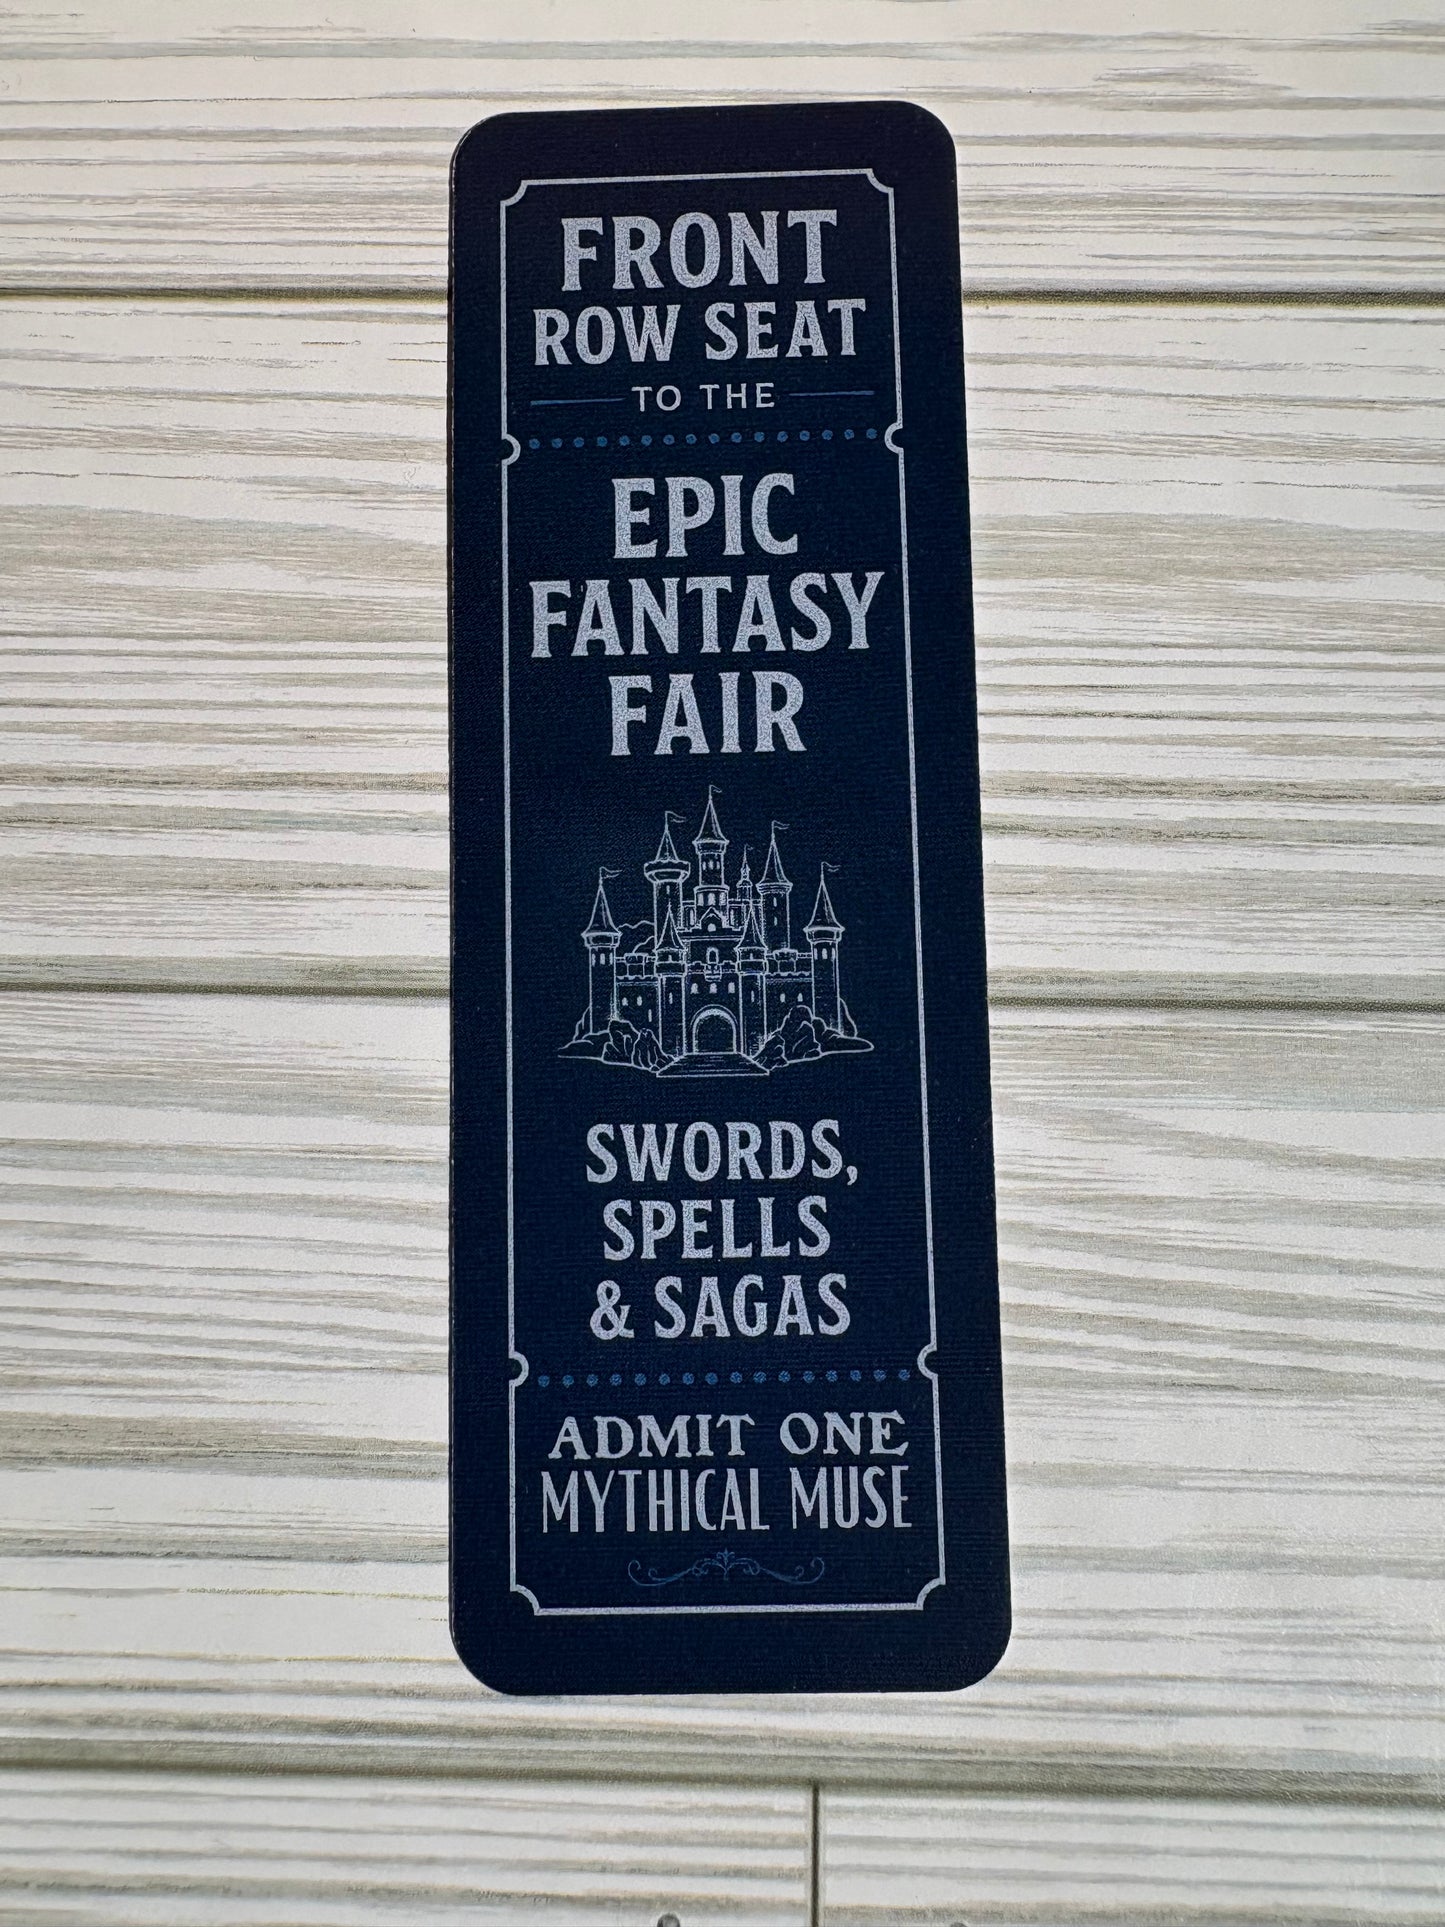 FRONT
ROW SEAT
TO THE
EPIC
FANTASY
FAIR
SWORDS,
SPELLS
& SAGAS
ADMIT ONE
MYTHICAL MUSE